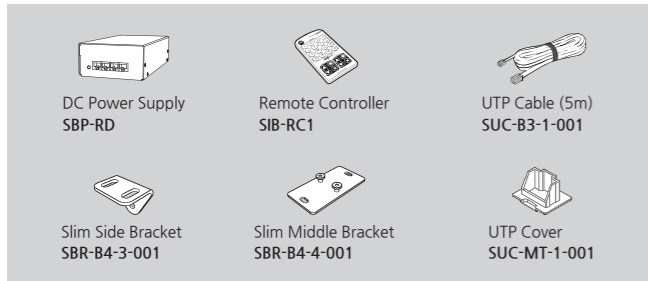 DC Power Supply
SBP-RD
Remote Controller
SIB-RC1
UTP Cable (5m)
SUC-B3-1-001
Slim Side Bracket
SBR-B4-3-001
Slim Middle Bracket
SBR-B4-4-001
UTP Cover
SUC-MT-1-001